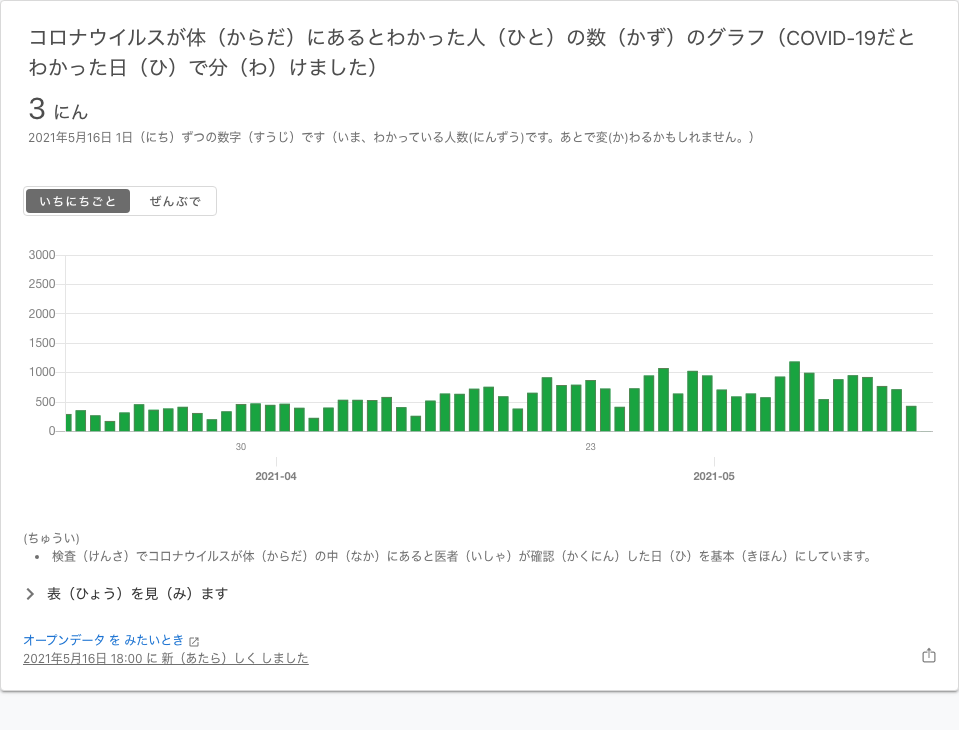 コロナウイルスが体（からだ）にあるとわかった人（ひと）の数（かず）のグラフ（COVID-19だと
わかった日（ひ）で分（わ）けました）
3 にん
2021年5月16日 1日（にち）ずつの数字（すうじ）です（いま、わかっている人数(にんずう)です。あとで変(か)わるかもしれません。）
いちにちごと ぜんぶで
3000
2500
2000
1500
1000
500
0
30 23
2021-04 2021-05
(ちゅうい)
• 検査（けんさ）でコロナウイルスが体（からだ）の中（なか）にあると医者（いしゃ）が確認（かくにん）した日（ひ）を基本（きほん）にしています。
表（ひょう）を見（み）ます
オープンデータ を みたいとき
2021年5月16日 18:00 に 新（あたら）しく しました